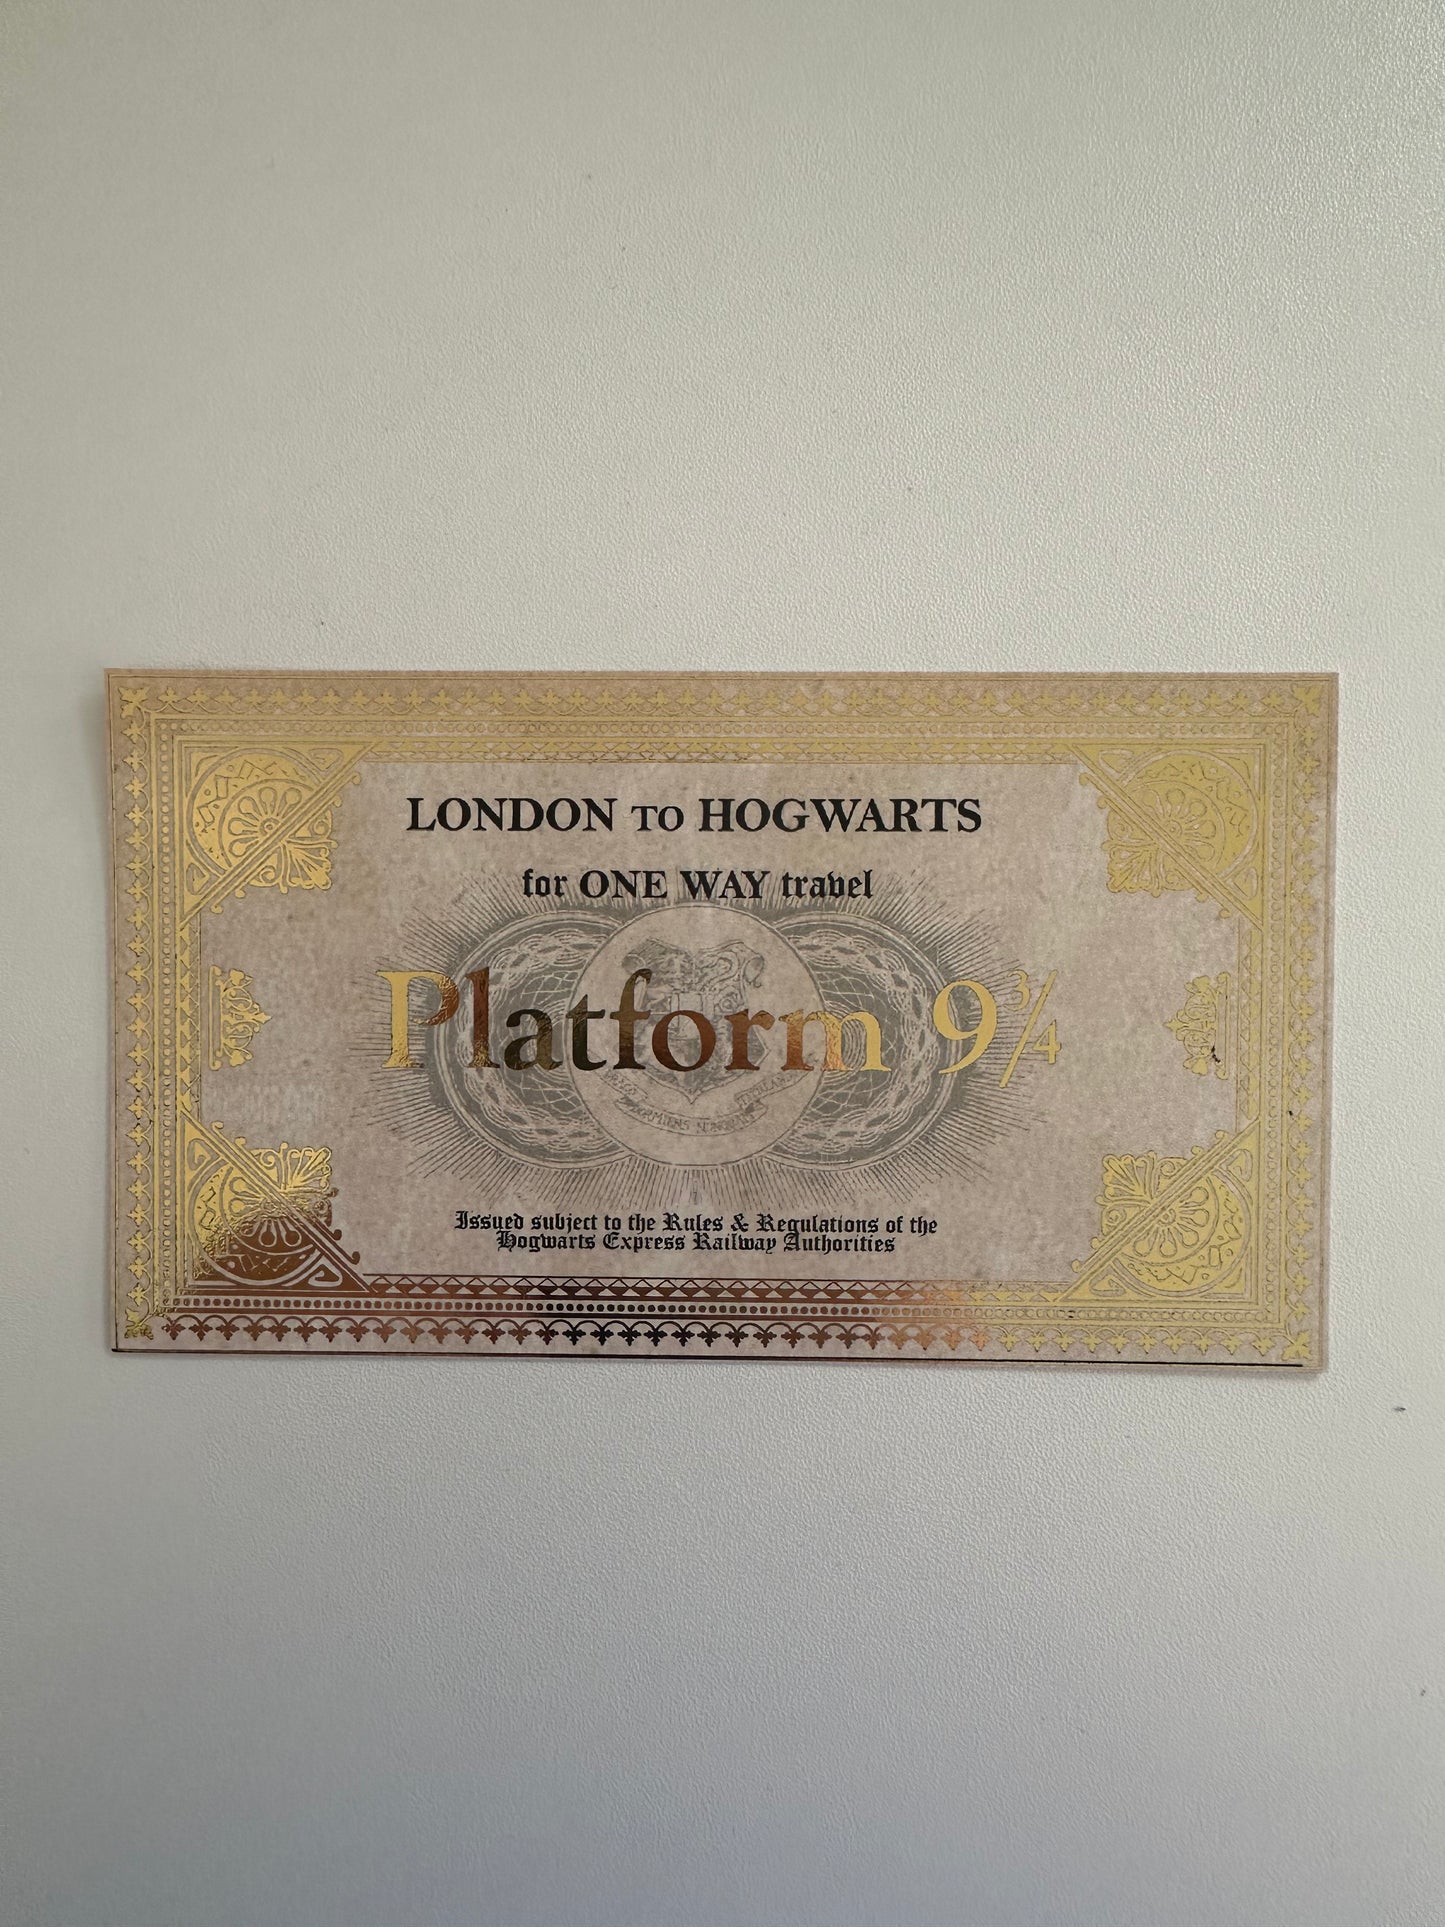 LONDON TO HOGWARTS
for ONE WAY travel
Platform 9¾
DORMIENS
Issued subject to the Rules & Regulations of the
Hogwarts Express Railway Authorities